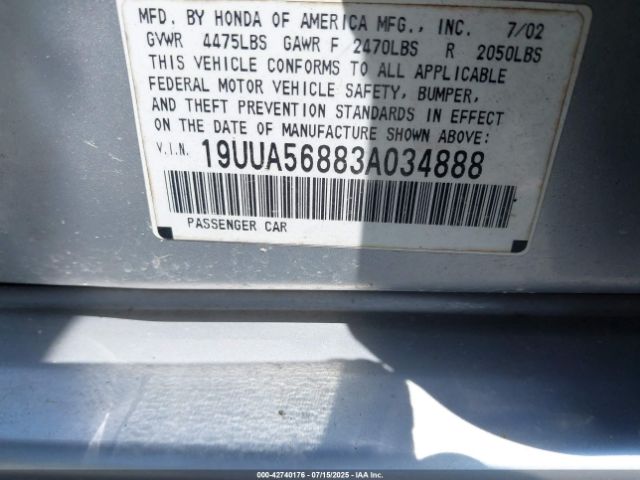 MFD. BY HONDA OF AMERICA MFG., INC. 7/02
GVWR 4475LBS GAWR F 2470LBS R 2050LBS
THIS VEHICLE CONFORMS TO ALL APPLICABLE
FEDERAL MOTOR VEHICLE SAFETY, BUMPER,
AND THEFT PREVENTION STANDARDS IN EFFECT
ON THE DATE OF MANUFACTURE SHOWN ABOVE:
V.I.N. 19UUA56883A034888
PASSENGER CAR
000-42740176 - 07/15/2025 - IAAI INC.